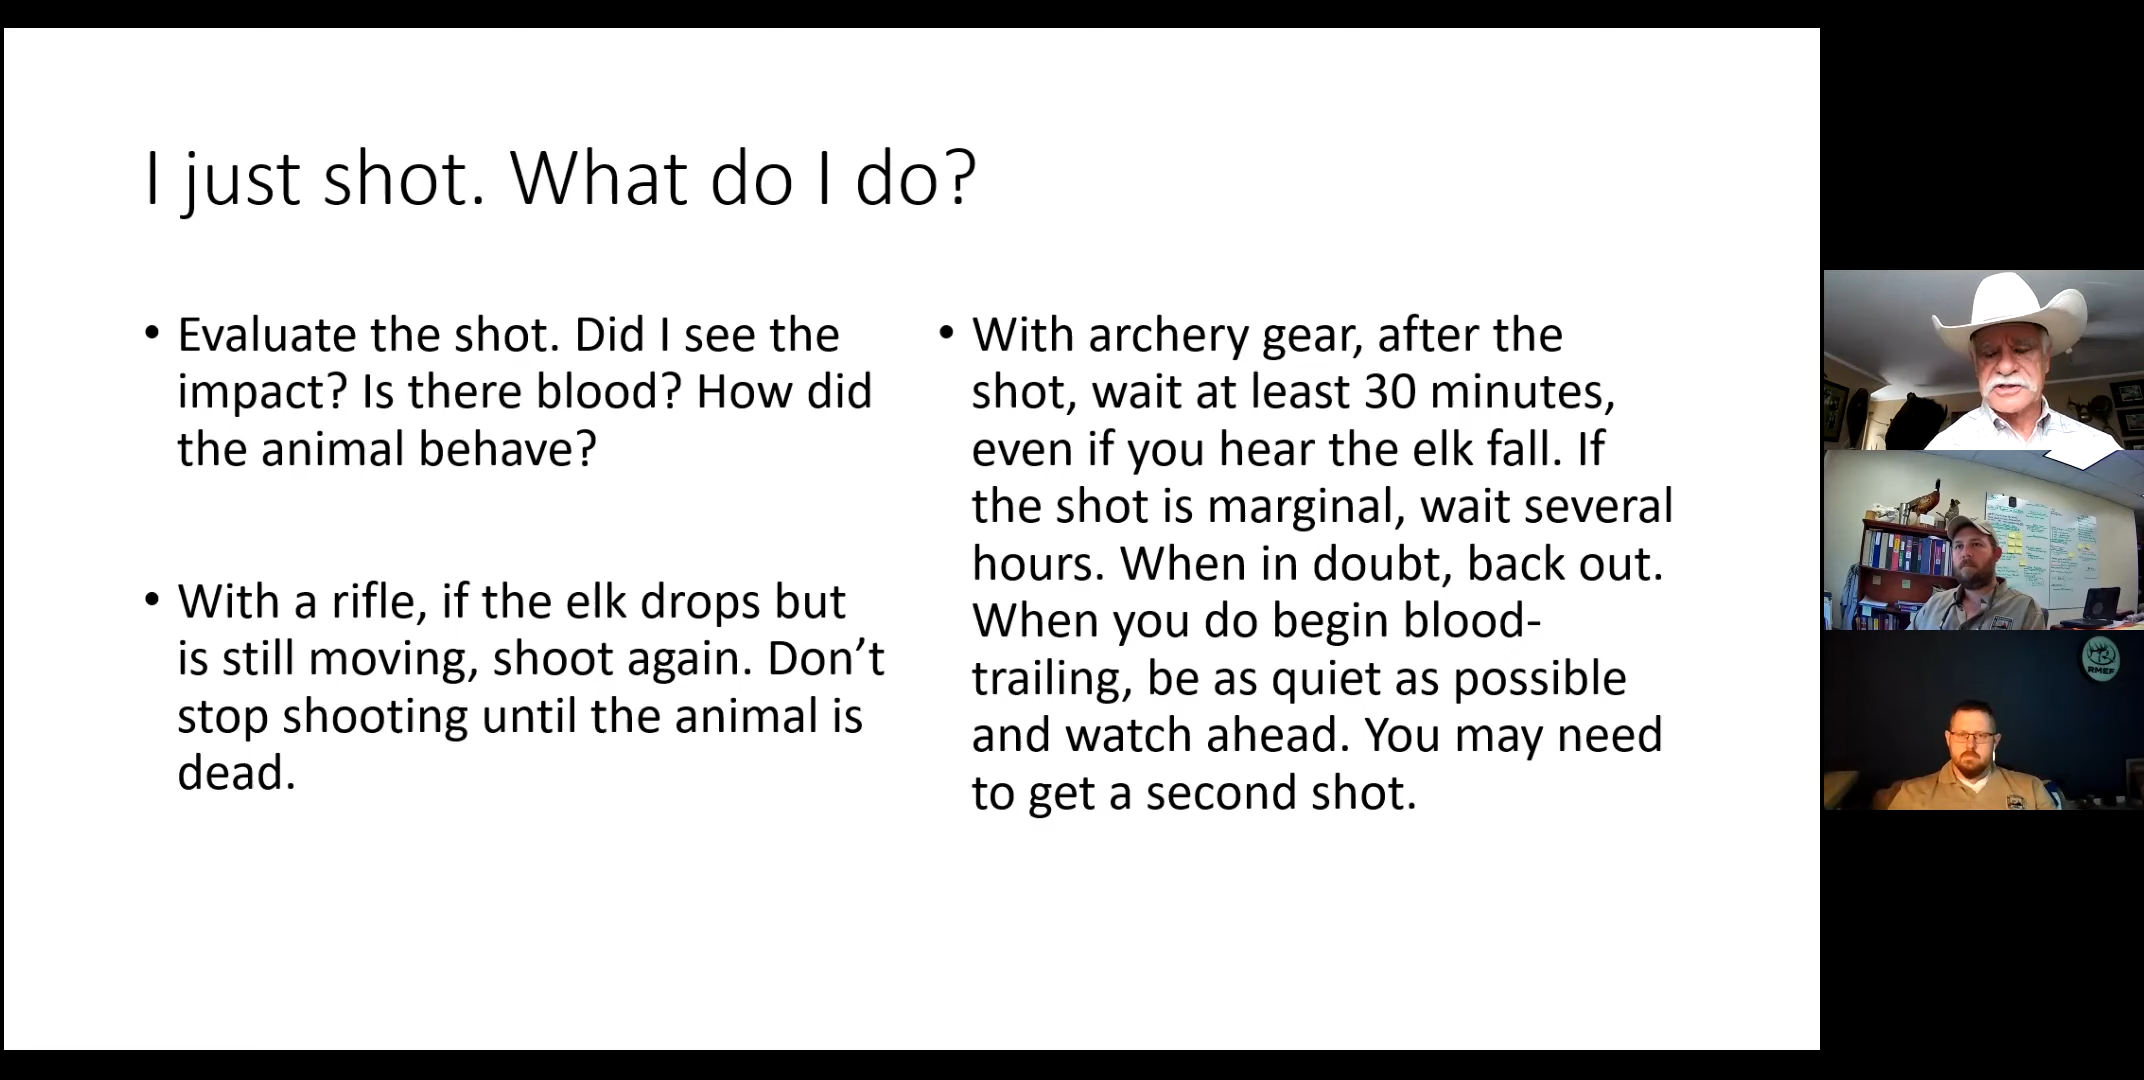 I just shot. What do I do?
• Evaluate the shot. Did I see the
impact? Is there blood? How did
the animal behave?
• With a rifle, if the elk drops but
is still moving, shoot again. Don’t
stop shooting until the animal is
dead.
• With archery gear, after the
shot, wait at least 30 minutes,
even if you hear the elk fall. If
the shot is marginal, wait several
hours. When in doubt, back out.
When you do begin blood-
trailing, be as quiet as possible
and watch ahead. You may need
to get a second shot.
RMEF